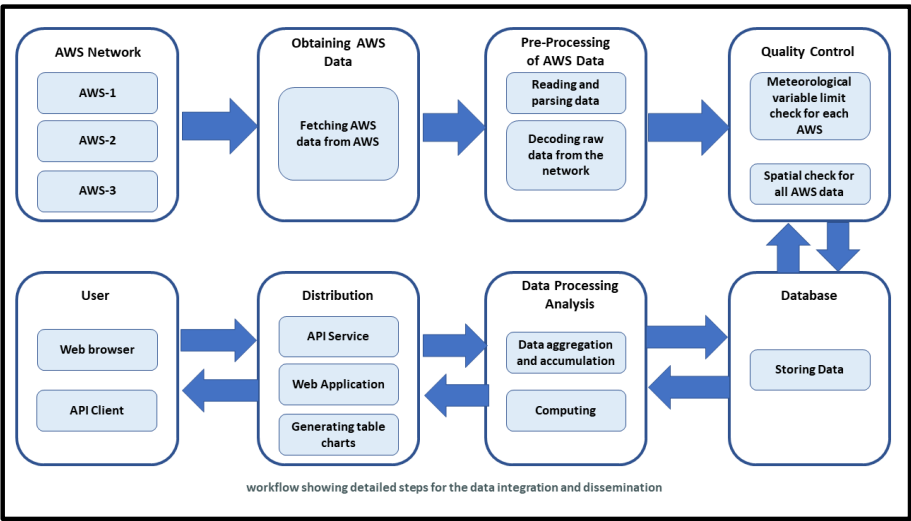 AWS Network
AWS-1
AWS-2
AWS-3
Obtaining AWS
Data
Fetching AWS
data from AWS
Pre-Processing
of AWS Data
Reading and
parsing data
Decoding raw
data from the
network
Quality Control
Meteorological
variable limit
check for each
AWS
Spatial check for
all AWS data
User
Web browser
API Client
Distribution
API Service
Web Application
Generating table
charts
Data Processing
Analysis
Data aggregation
and accumulation
Computing
Database
Storing Data
workflow showing detailed steps for the data integration and dissemination